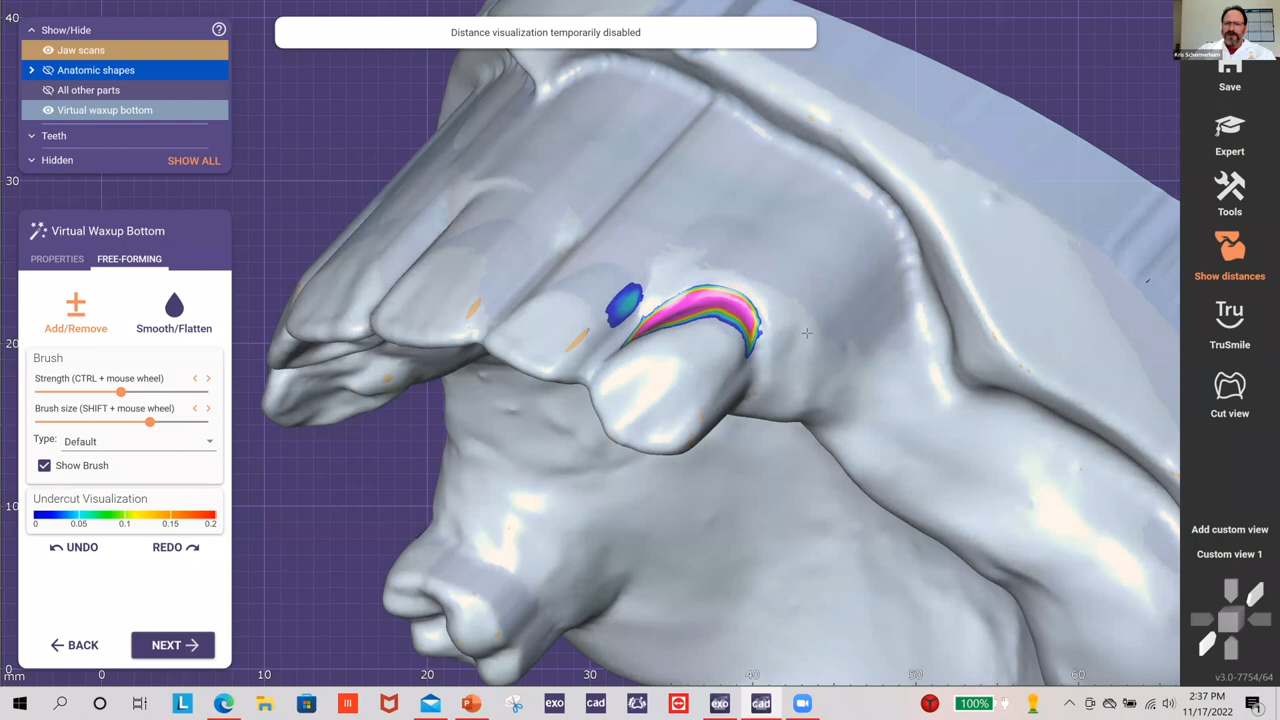 40
Show/Hide
Jaw scans
Anatomic shapes
All other parts
Virtual waxup bottom
Teeth
Hidden
SHOW ALL
Distance visualization temporarily disabled
Kris Schermerhorn
30
Virtual Waxup Bottom
PROPERTIES
FREE-FORMING
Add/Remove
Smooth/Flatten
Brush
20
Strength (CTRL + mouse wheel)
Brush size (SHIFT + mouse wheel)
Type:
Default
Show Brush
Undercut Visualization
10
0 0.05 0.1 0.15 0.2
UNDO
REDO
BACK
NEXT
mm
0
0 10 20 30 40 50 60
Save
Expert
Tools
Show distances
Tru
TruSmile
Cut view
Add custom view
Custom view 1
v3.0-7754/64
L
P
exo
cad
exo
cad
100%
2:37 PM
11/17/2022
1